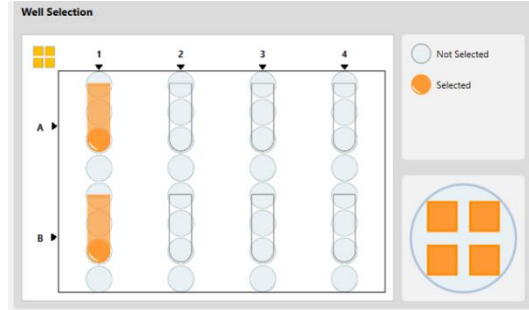 Well Selection
1 2 3 4
Not Selected
Selected
A
B